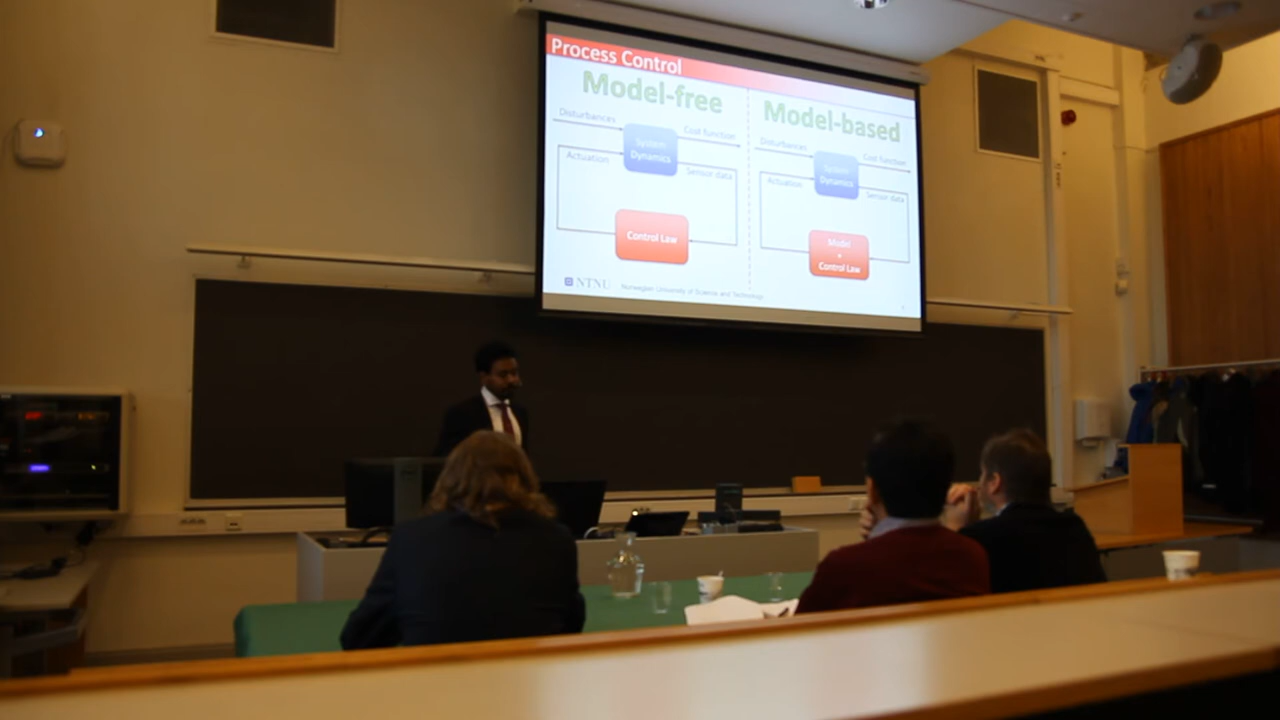 Process Control
Model-free
Disturbances
System
Dynamics
Cost function
Actuation
Sensor data
Control Law
Model-based
Disturbances
System
Dynamics
Cost function
Actuation
Sensor data
Model
+
Control Law
NTNU
Norwegian University of Science and Technology